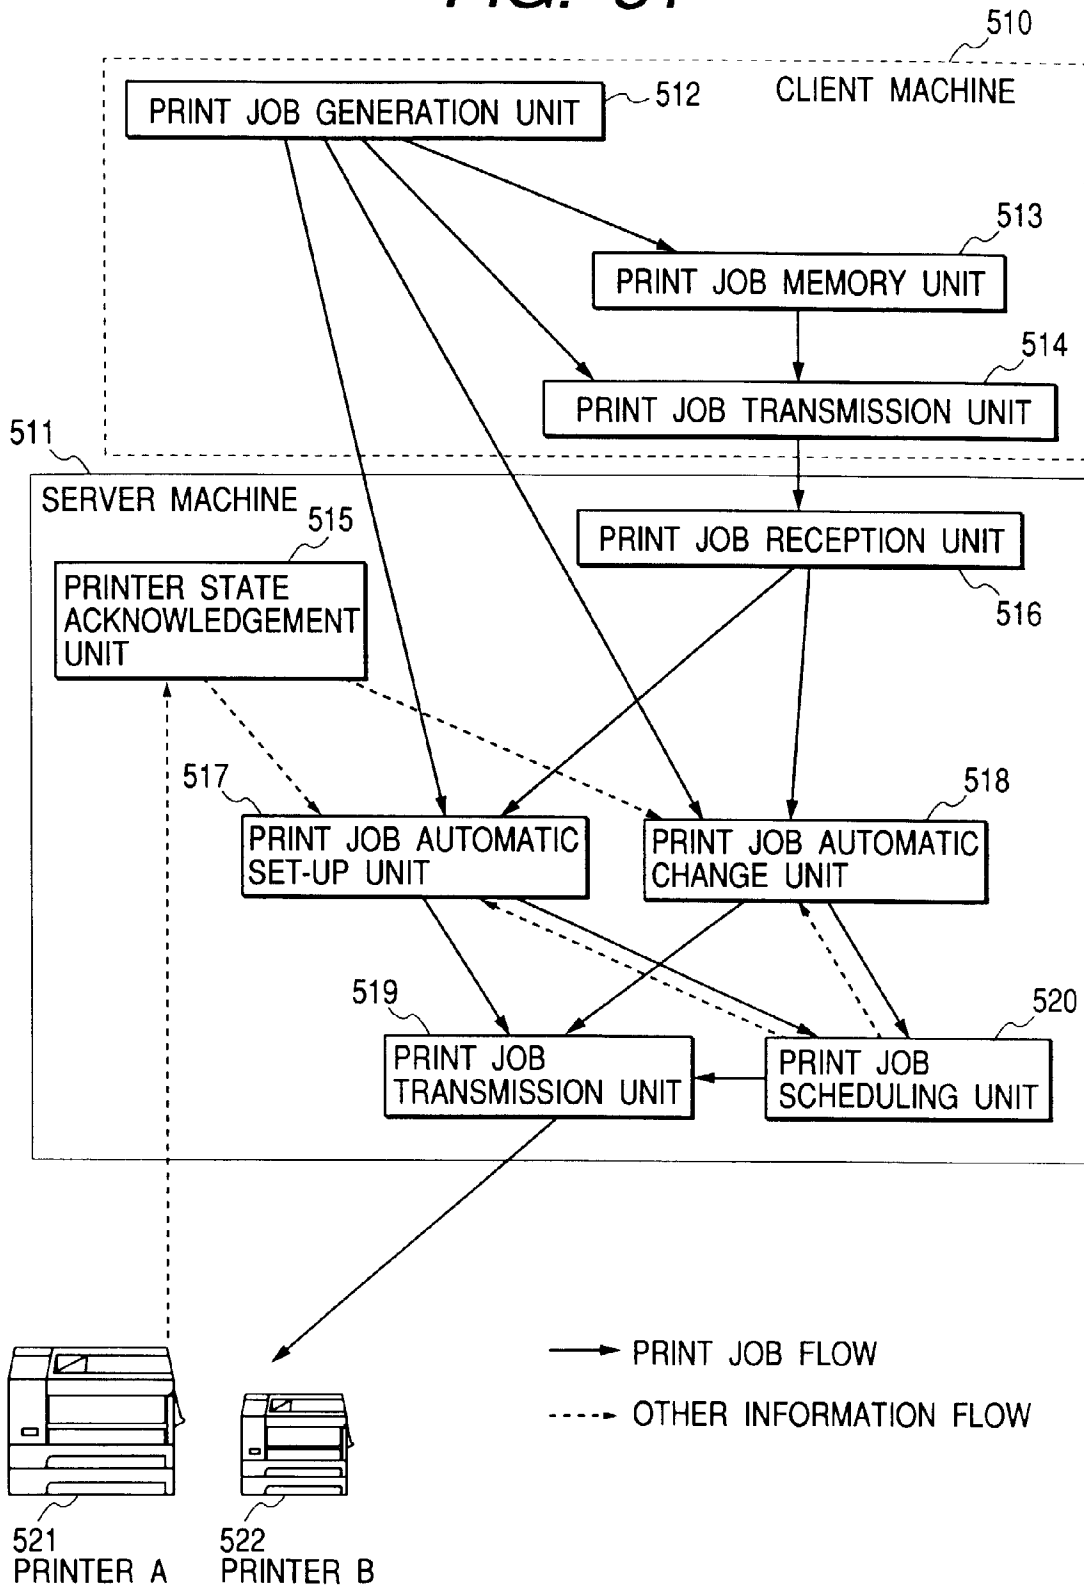 510
CLIENT MACHINE
PRINT JOB GENERATION UNIT
512
513
PRINT JOB MEMORY UNIT
514
PRINT JOB TRANSMISSION UNIT
511
SERVER MACHINE
515
PRINT JOB RECEPTION UNIT
516
PRINTER STATE
ACKNOWLEDGEMENT
UNIT
517
PRINT JOB AUTOMATIC
SET-UP UNIT
518
PRINT JOB AUTOMATIC
CHANGE UNIT
519
PRINT JOB
TRANSMISSION UNIT
520
PRINT JOB
SCHEDULING UNIT
PRINT JOB FLOW
OTHER INFORMATION FLOW
521
PRINTER A
522
PRINTER B